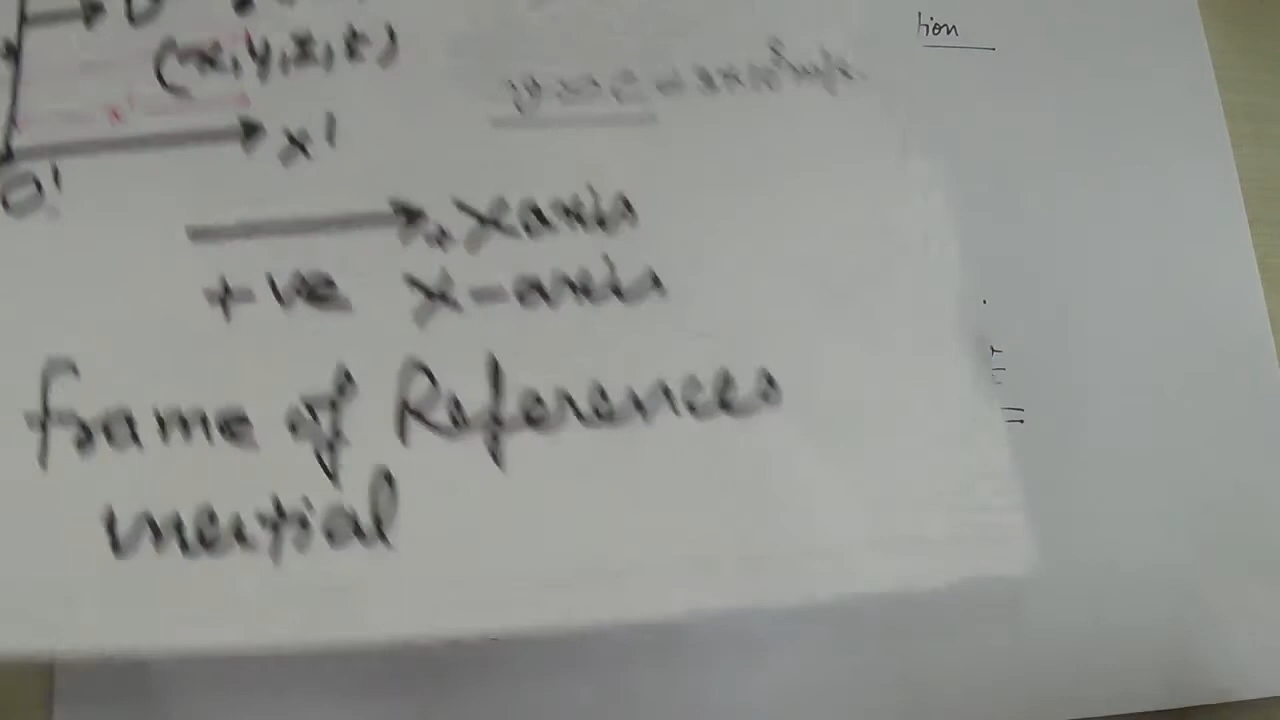 tion
(x, y, z, t)
x'
x'
O'
x axis
+ve x-axis
frame of References
inertial